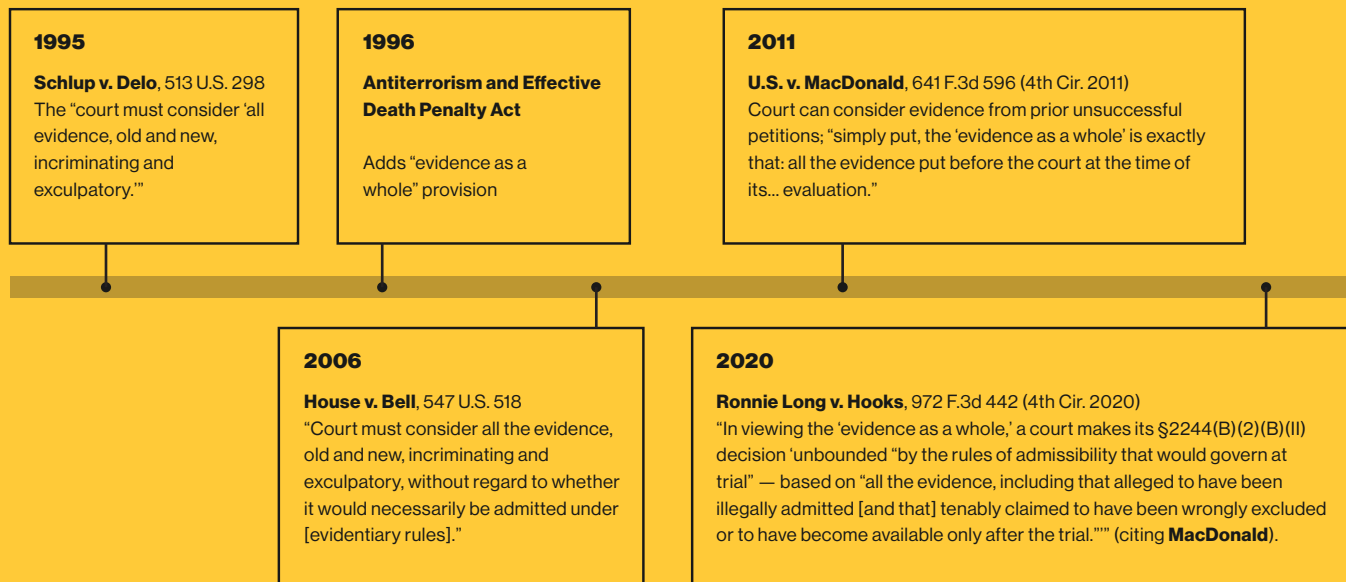 1995
Schlup v. Delo, 513 U.S. 298
The “court must consider ‘all
evidence, old and new,
incriminating and
exculpatory.’”
1996
Antiterrorism and Effective
Death Penalty Act
Adds “evidence as a
whole” provision
2006
House v. Bell, 547 U.S. 518
“Court must consider all the evidence,
old and new, incriminating and
exculpatory, without regard to whether
it would necessarily be admitted under
[evidentiary rules].”
2011
U.S. v. MacDonald, 641 F.3d 596 (4th Cir. 2011)
Court can consider evidence from prior unsuccessful
petitions; “simply put, the ‘evidence as a whole’ is exactly
that: all the evidence put before the court at the time of
its... evaluation.”
2020
Ronnie Long v. Hooks, 972 F.3d 442 (4th Cir. 2020)
“In viewing the ‘evidence as a whole,’ a court makes its §2244(B)(2)(B)(II)
decision ‘unbounded “by the rules of admissibility that would govern at
trial” — based on “all the evidence, including that alleged to have been
illegally admitted [and that] tenably claimed to have been wrongly excluded
or to have become available only after the trial.”’” (citing MacDonald).